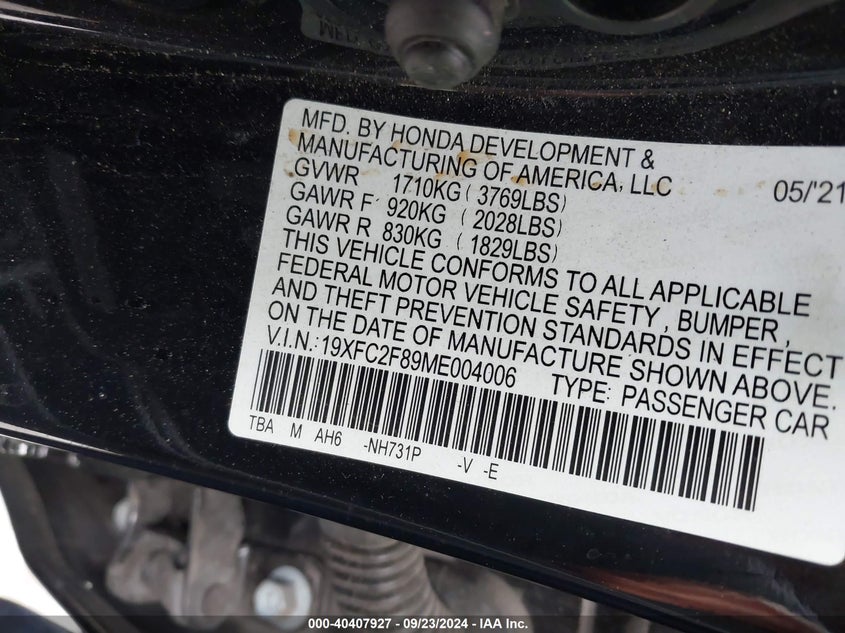 MFD. BY HONDA DEVELOPMENT &
MANUFACTURING OF AMERICA, LLC 05/'21
GVWR 1710KG ( 3769LBS)
GAWR F 920KG ( 2028LBS)
GAWR R 830KG ( 1829LBS)
THIS VEHICLE CONFORMS TO ALL APPLICABLE
FEDERAL MOTOR VEHICLE SAFETY, BUMPER,
AND THEFT PREVENTION STANDARDS IN EFFECT
ON THE DATE OF MANUFACTURE SHOWN ABOVE.
V.I.N.: 19XFC2F89ME004006 TYPE: PASSENGER CAR
TBA M AH6 -NH731P -V -E
000-40407927 - 09/23/2024 - IAA Inc.